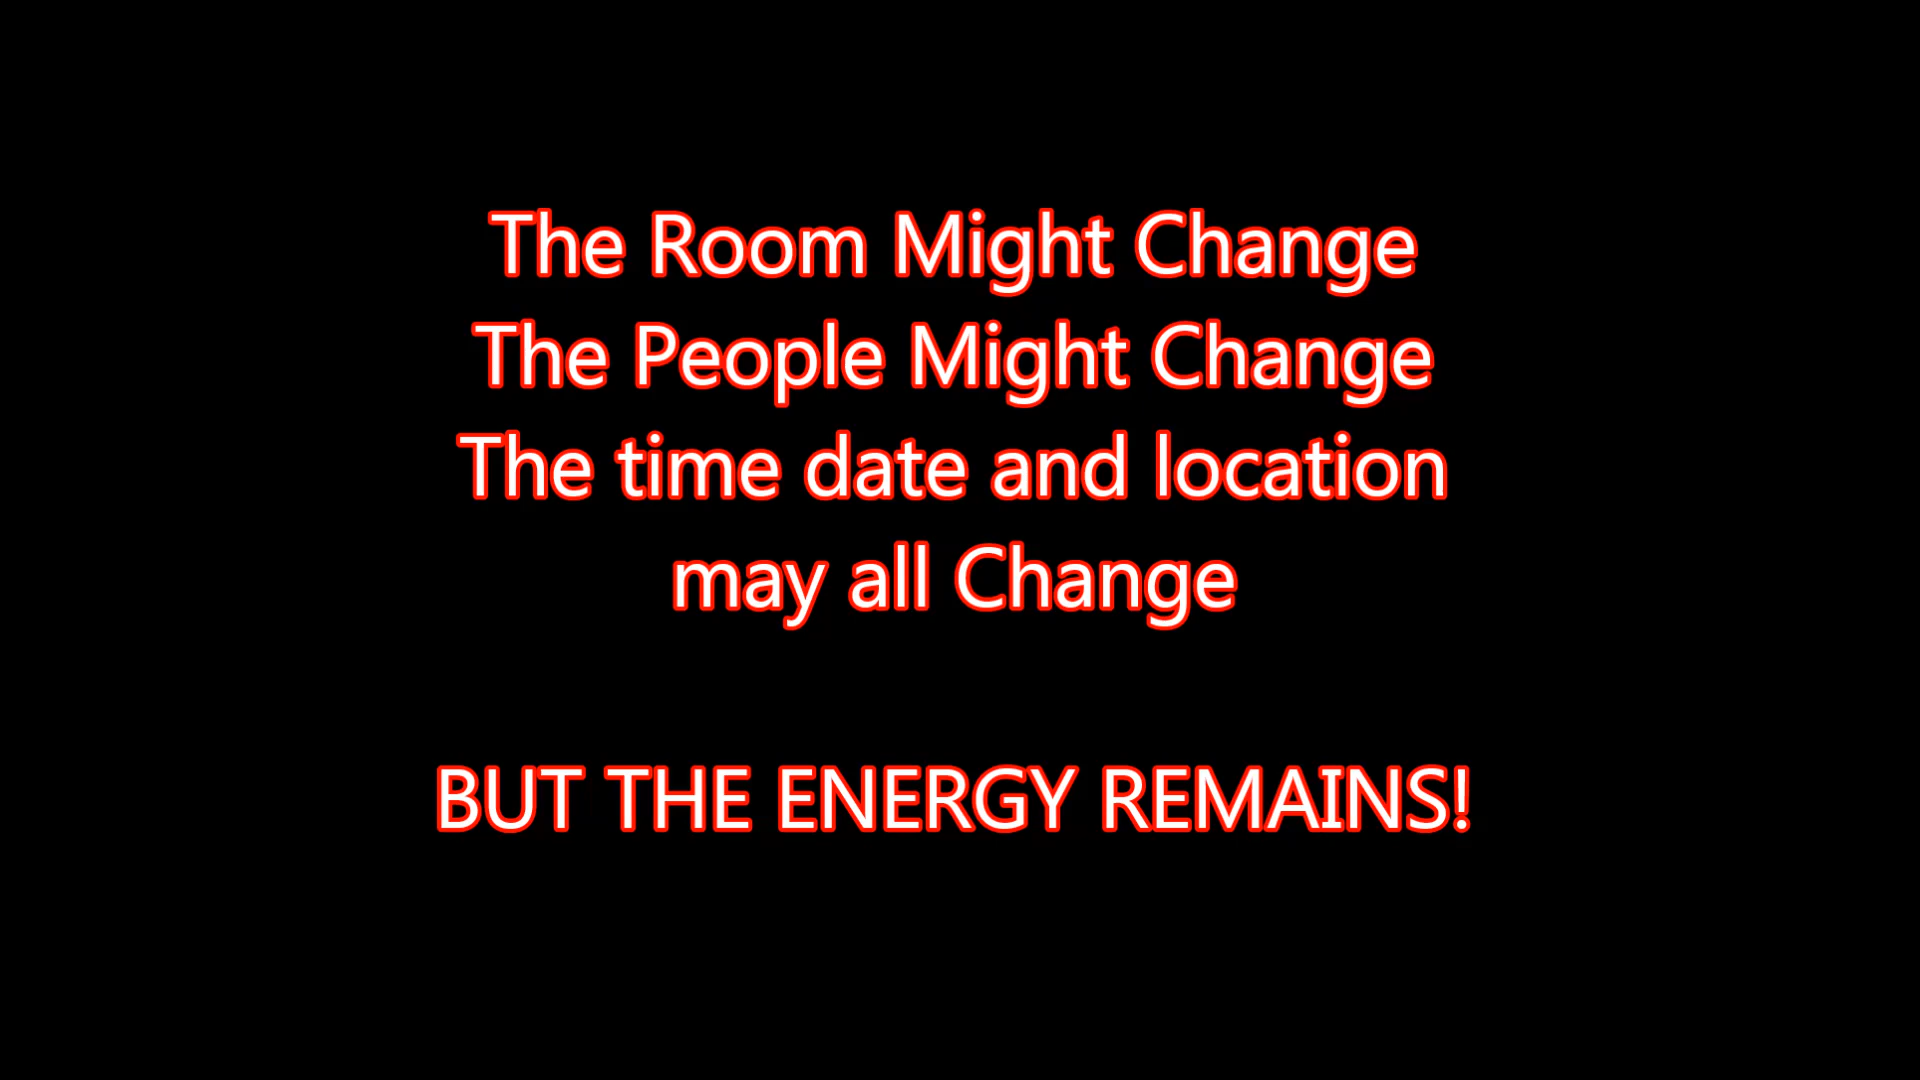 The Room Might Change
The People Might Change
The time date and location
may all Change
BUT THE ENERGY REMAINS!